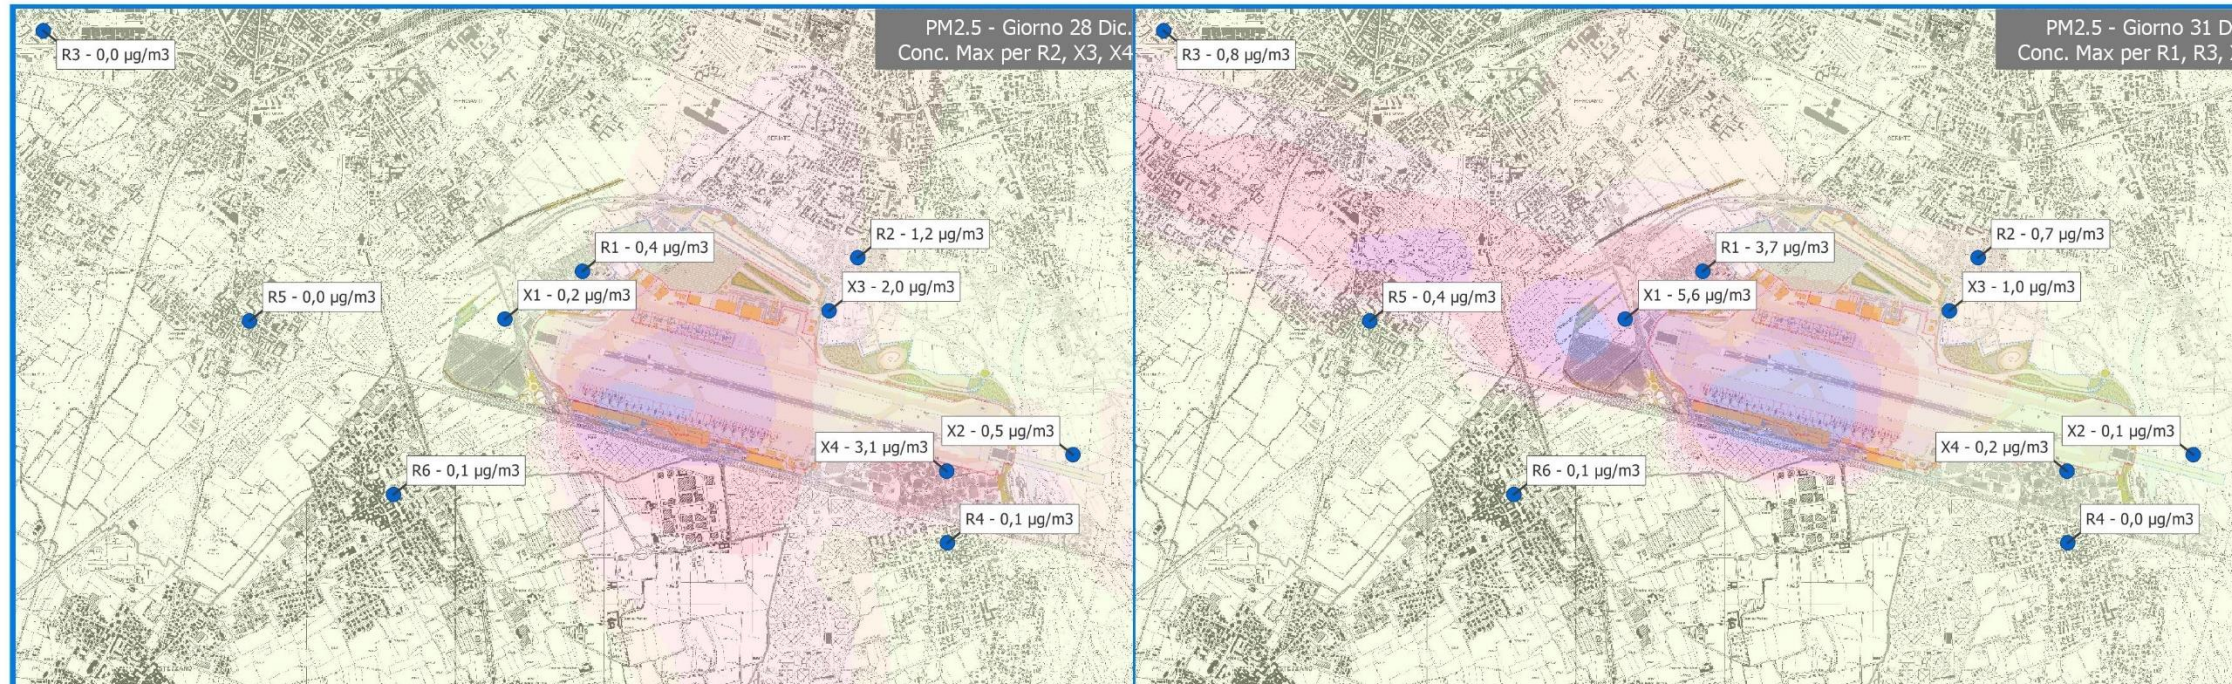 PM2.5 - Giorno 28 Dic.
Conc. Max per R2, X3, X4
R3 - 0,0 µg/m3
R2 - 1,2 µg/m3
R1 - 0,4 µg/m3
X3 - 2,0 µg/m3
R5 - 0,0 µg/m3
X1 - 0,2 µg/m3
X2 - 0,5 µg/m3
X4 - 3,1 µg/m3
R6 - 0,1 µg/m3
R4 - 0,1 µg/m3
PM2.5 - Giorno 31 D
Conc. Max per R1, R3,
R3 - 0,8 µg/m3
R2 - 0,7 µg/m3
R1 - 3,7 µg/m3
X3 - 1,0 µg/m3
R5 - 0,4 µg/m3
X1 - 5,6 µg/m3
X2 - 0,1 µg/m3
X4 - 0,2 µg/m3
R6 - 0,1 µg/m3
R4 - 0,0 µg/m3